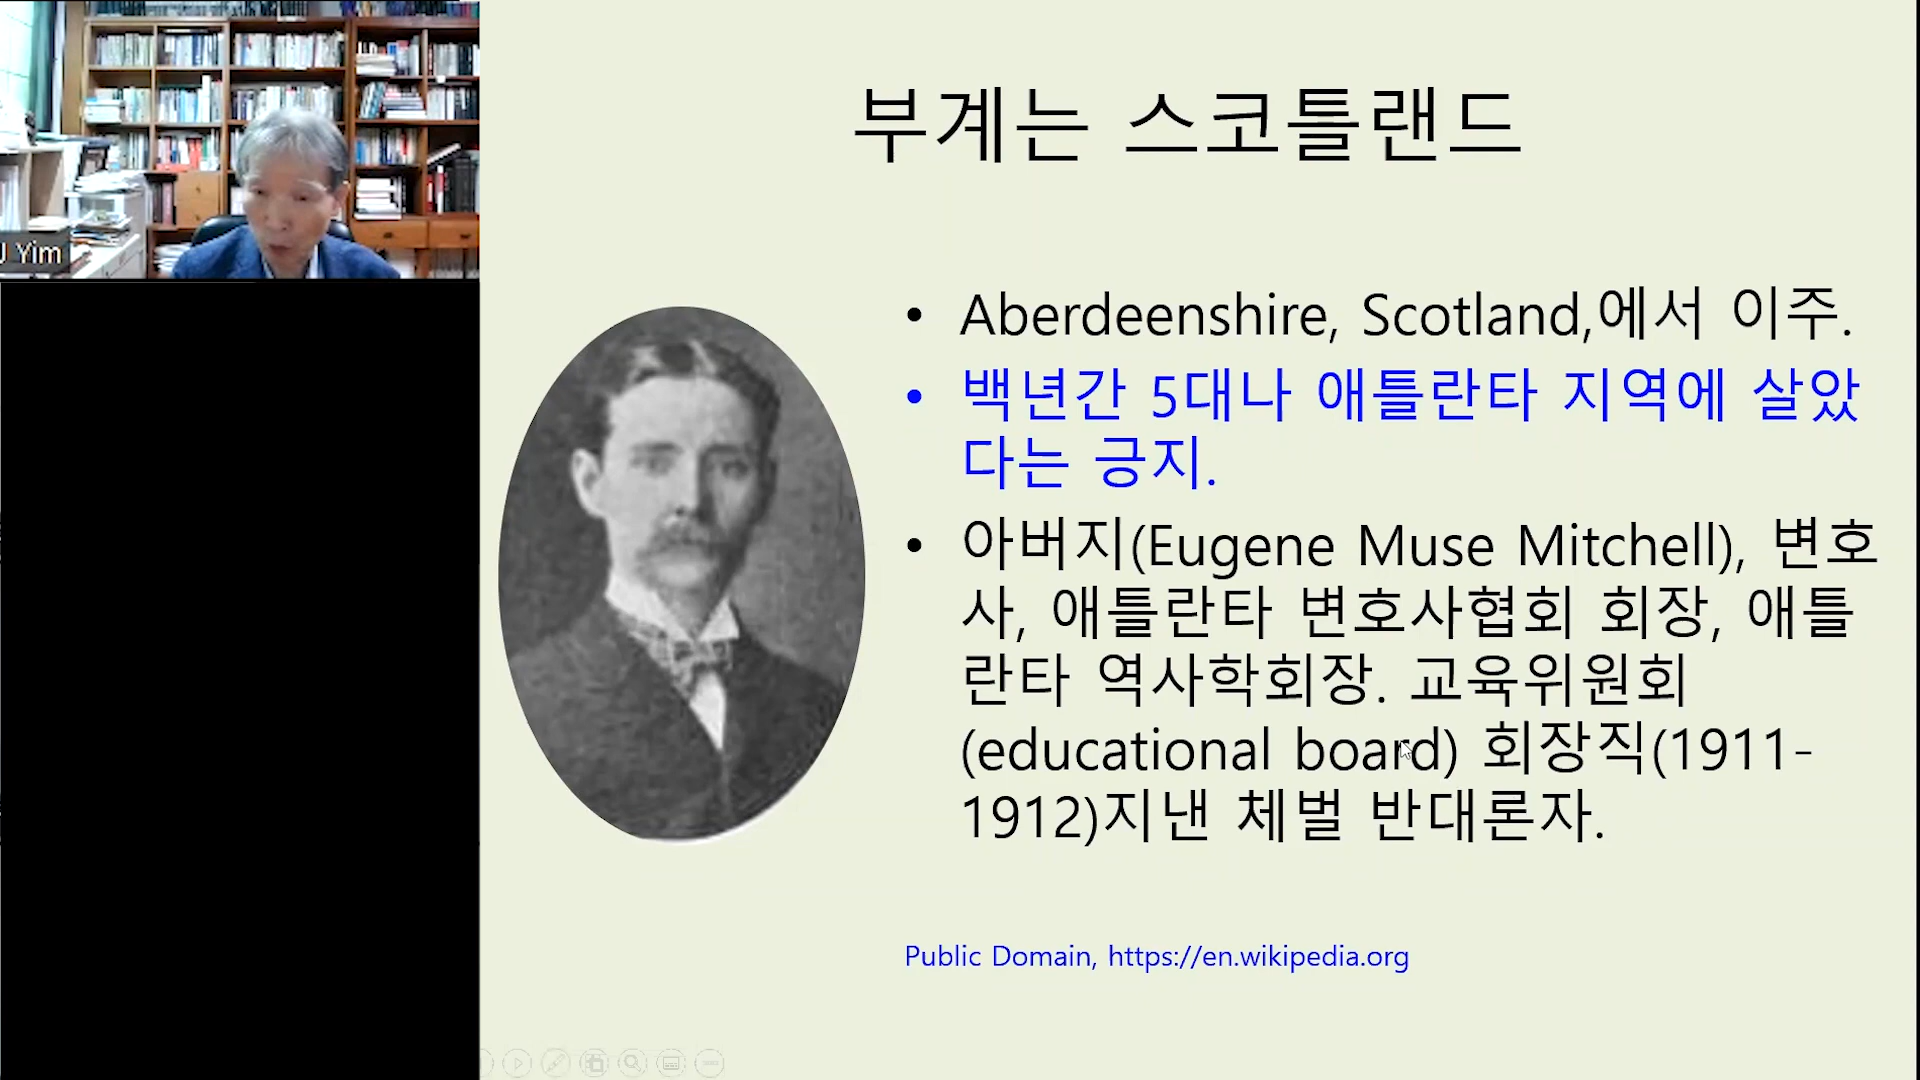 부계는 스코틀랜드
J Yim
• Aberdeenshire, Scotland,에서 이주.
• 백년간 5대나 애틀란타 지역에 살았
다는 긍지.
• 아버지(Eugene Muse Mitchell), 변호
사, 애틀란타 변호사협회 회장, 애틀
란타 역사학회장. 교육위원회
(educational board) 회장직(1911-
1912)지낸 체벌 반대론자.
Public Domain, https://en.wikipedia.org